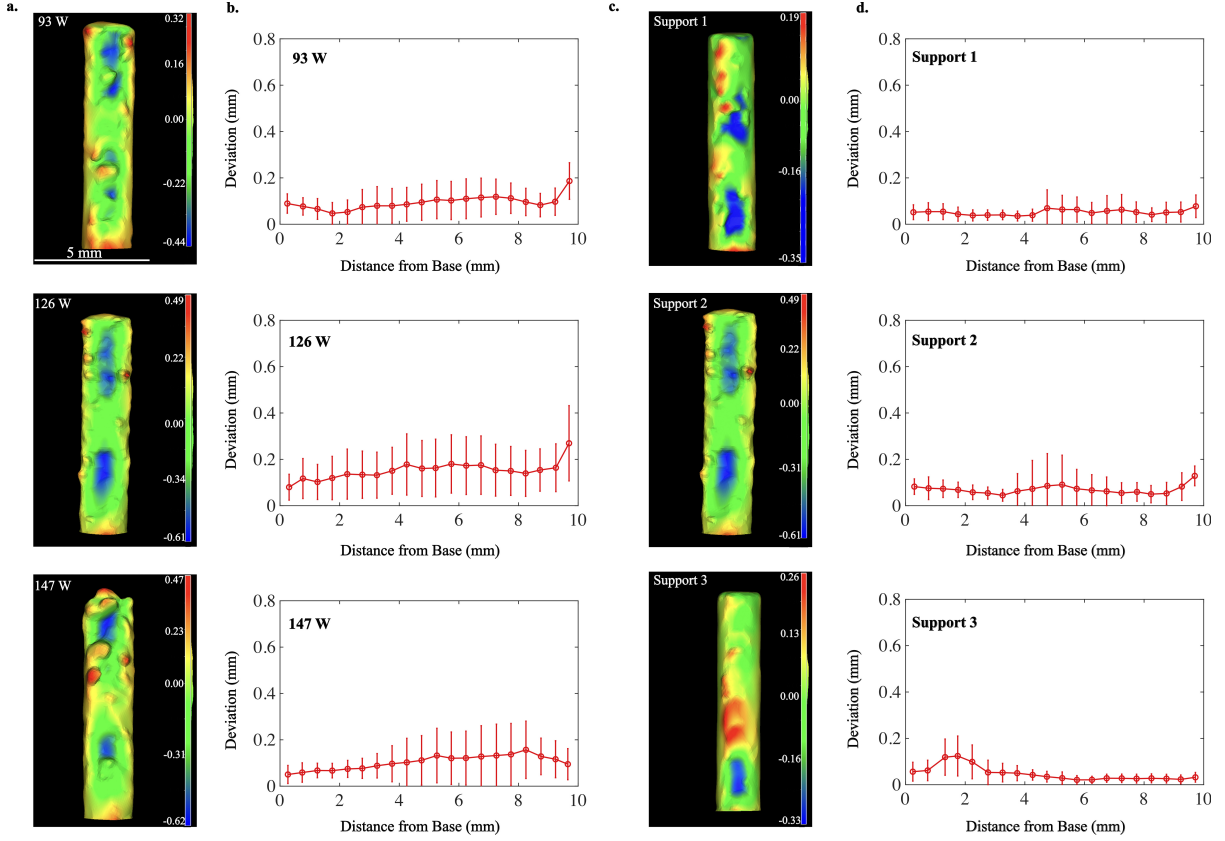 a.
93 W
0.32
0.16
0.00
-0.22
-0.44
5 mm
b.
93 W
0.8
0.6
0.4
0.2
0
0 2 4 6 8 10
Deviation (mm)
Distance from Base (mm)
c.
Support 1
0.19
0.00
-0.16
-0.35
d.
Support 1
0.8
0.6
0.4
0.2
0
0 2 4 6 8 10
Deviation (mm)
Distance from Base (mm)
126 W
0.49
0.22
0.00
-0.34
-0.61
126 W
0.8
0.6
0.4
0.2
0
0 2 4 6 8 10
Deviation (mm)
Distance from Base (mm)
Support 2
0.49
0.22
0.00
-0.31
-0.61
Support 2
0.8
0.6
0.4
0.2
0
0 2 4 6 8 10
Deviation (mm)
Distance from Base (mm)
147 W
0.47
0.23
0.00
-0.31
-0.62
147 W
0.8
0.6
0.4
0.2
0
0 2 4 6 8 10
Deviation (mm)
Distance from Base (mm)
Support 3
0.26
0.13
0.00
-0.16
-0.33
Support 3
0.8
0.6
0.4
0.2
0
0 2 4 6 8 10
Deviation (mm)
Distance from Base (mm)